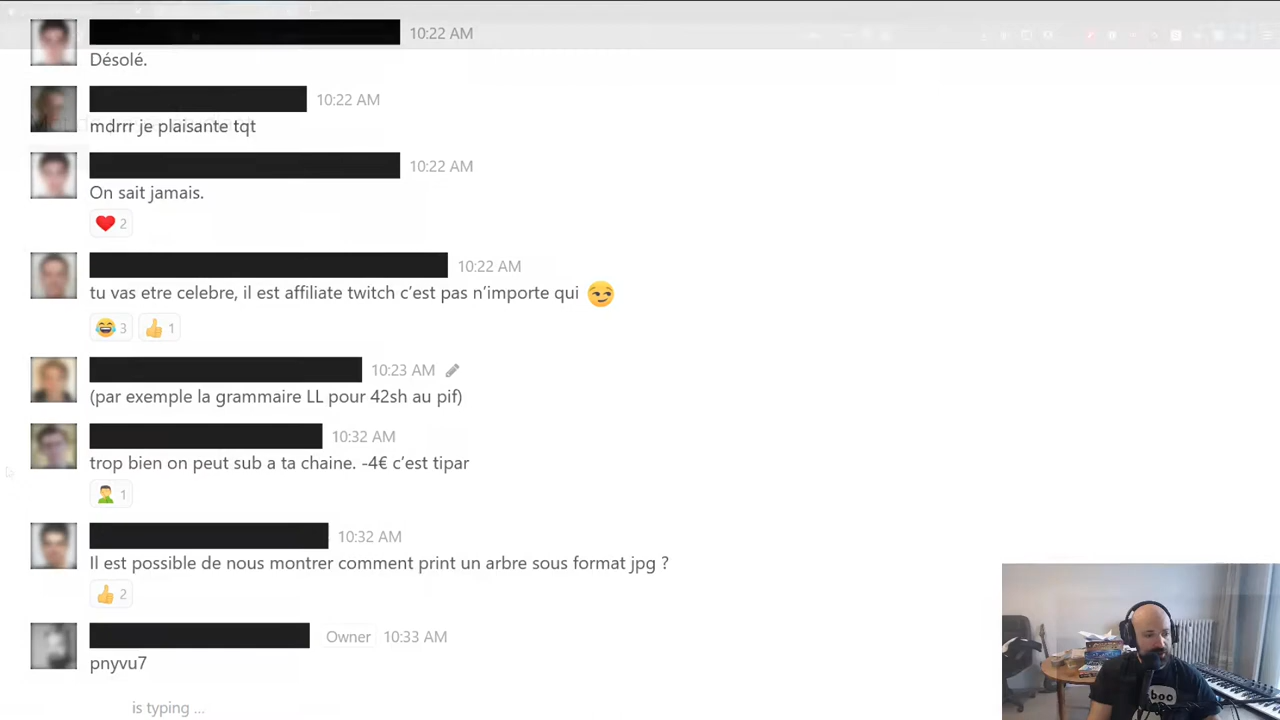 10:22 AM
Désolé.
10:22 AM
mdrrr je plaisante tqt
10:22 AM
On sait jamais.
2
10:22 AM
tu vas etre celebre, il est affiliate twitch c'est pas n'importe qui
3 1
10:23 AM
(par exemple la grammaire LL pour 42sh au pif)
10:32 AM
trop bien on peut sub a ta chaine. -4€ c'est tipar
1
10:32 AM
Il est possible de nous montrer comment print un arbre sous format jpg ?
2
Owner 10:33 AM
pnyvu7
is typing ...
boo